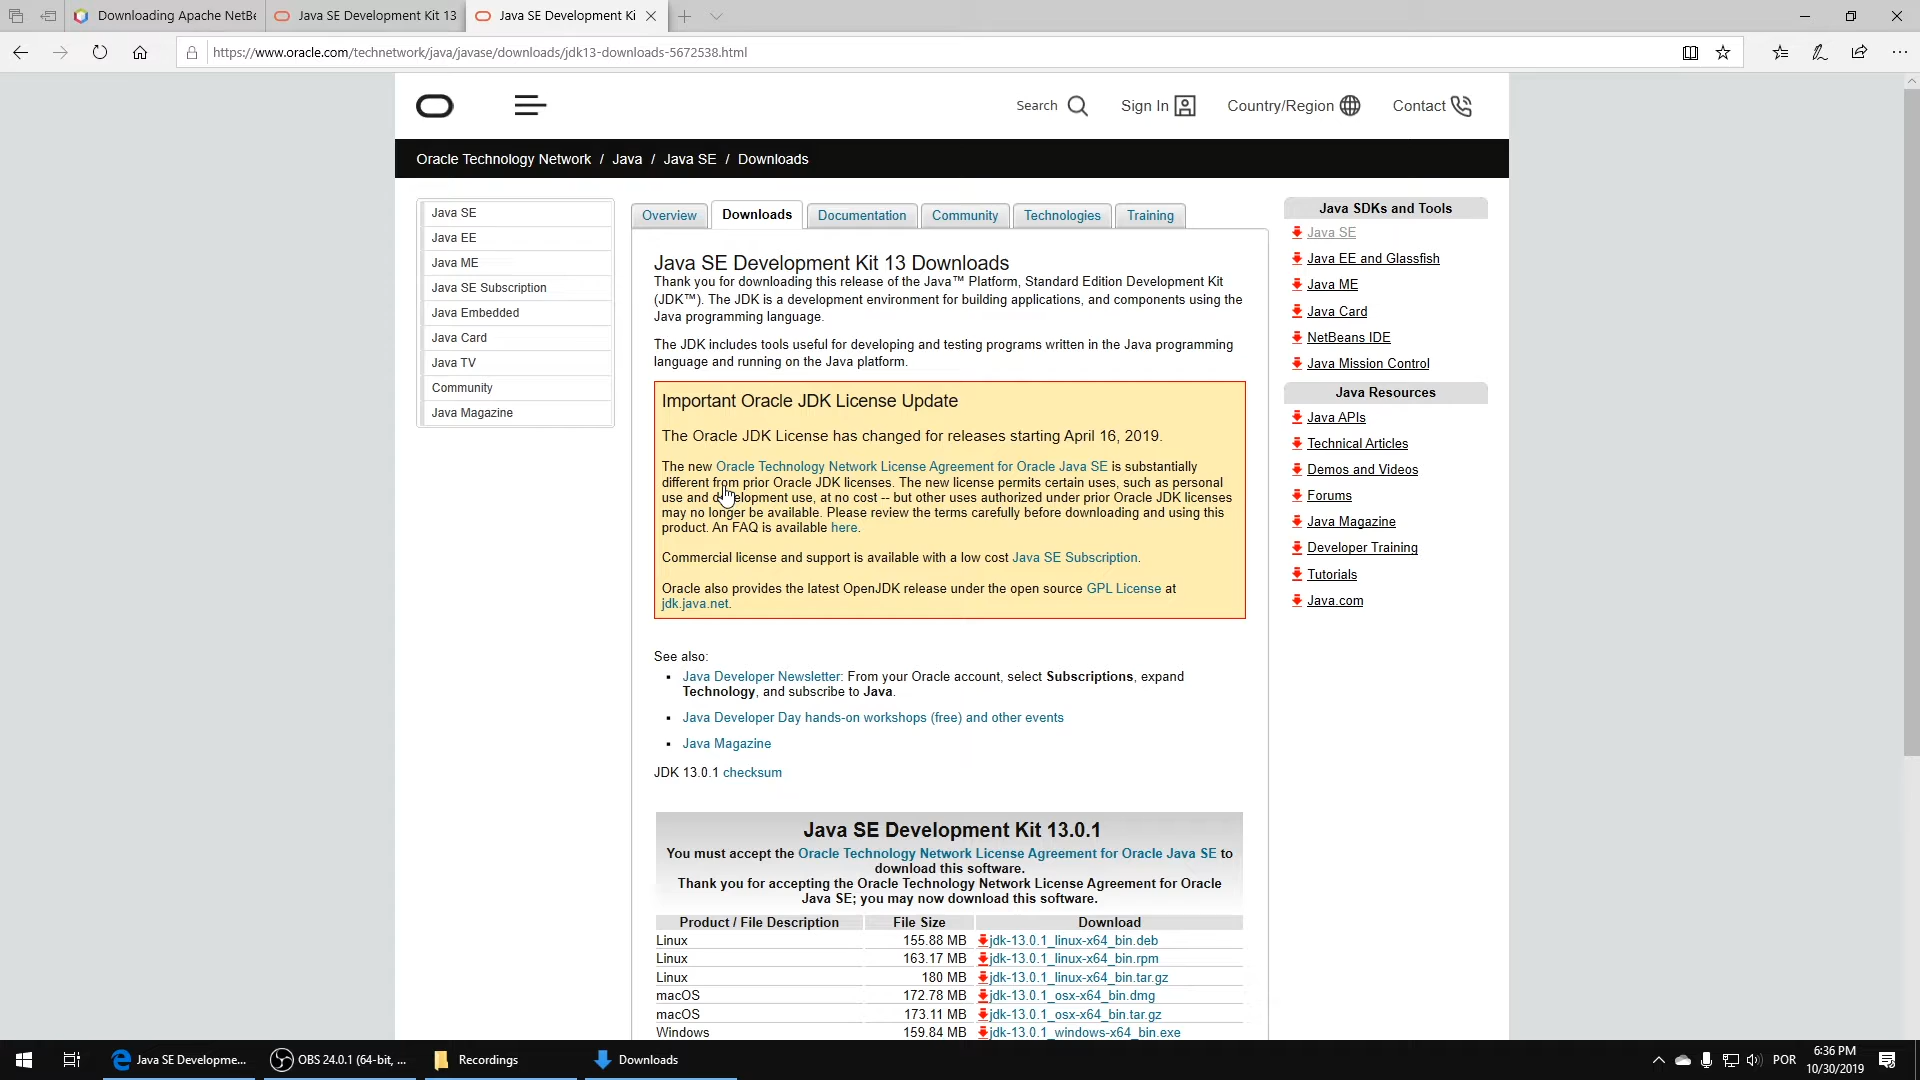 Downloading Apache NetBe
Java SE Development Kit 13
Java SE Development Ki
https://www.oracle.com/technetwork/java/javase/downloads/jdk13-downloads-5672538.html
Search
Sign In
Country/Region
Contact
Oracle Technology Network / Java / Java SE / Downloads
Java SE
Java EE
Java ME
Java SE Subscription
Java Embedded
Java Card
Java TV
Community
Java Magazine
Overview
Downloads
Documentation
Community
Technologies
Training
Java SE Development Kit 13 Downloads
Thank you for downloading this release of the Java™ Platform, Standard Edition Development Kit
(JDK™). The JDK is a development environment for building applications, and components using the
Java programming language.
The JDK includes tools useful for developing and testing programs written in the Java programming
language and running on the Java platform.
Important Oracle JDK License Update
The Oracle JDK License has changed for releases starting April 16, 2019.
The new Oracle Technology Network License Agreement for Oracle Java SE is substantially
different from prior Oracle JDK licenses. The new license permits certain uses, such as personal
use and development use, at no cost -- but other uses authorized under prior Oracle JDK licenses
may no longer be available. Please review the terms carefully before downloading and using this
product. An FAQ is available here.
Commercial license and support is available with a low cost Java SE Subscription.
Oracle also provides the latest OpenJDK release under the open source GPL License at
jdk.java.net.
See also:
▪ Java Developer Newsletter: From your Oracle account, select Subscriptions, expand
Technology, and subscribe to Java.
▪ Java Developer Day hands-on workshops (free) and other events
▪ Java Magazine
JDK 13.0.1 checksum
Java SE Development Kit 13.0.1
You must accept the Oracle Technology Network License Agreement for Oracle Java SE to
download this software.
Thank you for accepting the Oracle Technology Network License Agreement for Oracle
Java SE; you may now download this software.
Product / File Description File Size Download
Linux 155.88 MB jdk-13.0.1_linux-x64_bin.deb
Linux 163.17 MB jdk-13.0.1_linux-x64_bin.rpm
Linux 180 MB jdk-13.0.1_linux-x64_bin.tar.gz
macOS 172.78 MB jdk-13.0.1_osx-x64_bin.dmg
macOS 173.11 MB jdk-13.0.1_osx-x64_bin.tar.gz
Windows 159.84 MB jdk-13.0.1_windows-x64_bin.exe
Java SDKs and Tools
Java SE
Java EE and Glassfish
Java ME
Java Card
NetBeans IDE
Java Mission Control
Java Resources
Java APIs
Technical Articles
Demos and Videos
Forums
Java Magazine
Developer Training
Tutorials
Java.com
Java SE Developme...
OBS 24.0.1 (64-bit, ...
Recordings
Downloads
POR
6:36 PM
10/30/2019